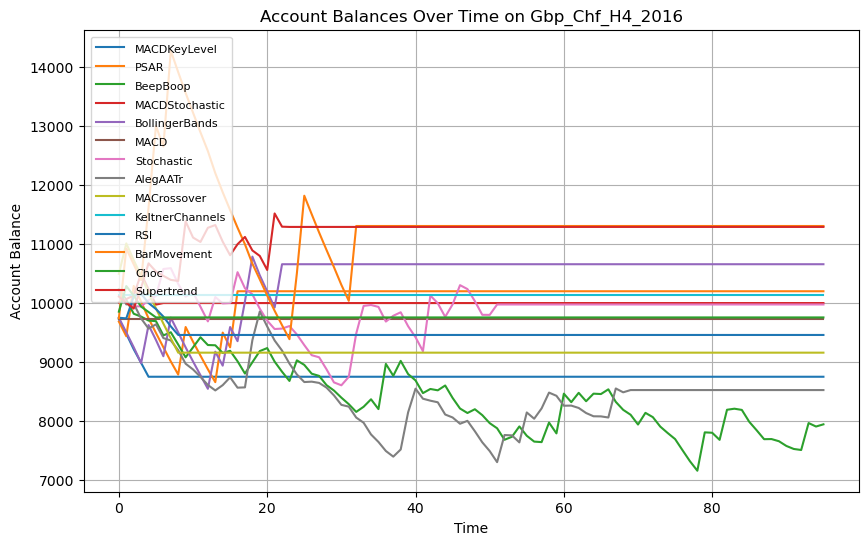 Account Balances Over Time on Gbp_Chf_H4_2016
14000
13000
12000
11000
10000
9000
8000
7000
Account Balance
MACDKeyLevel
PSAR
BeepBoop
MACDStochastic
BollingerBands
MACD
Stochastic
AlegAATr
MACrossover
KeltnerChannels
RSI
BarMovement
Choc
Supertrend
0 20 40 60 80
Time